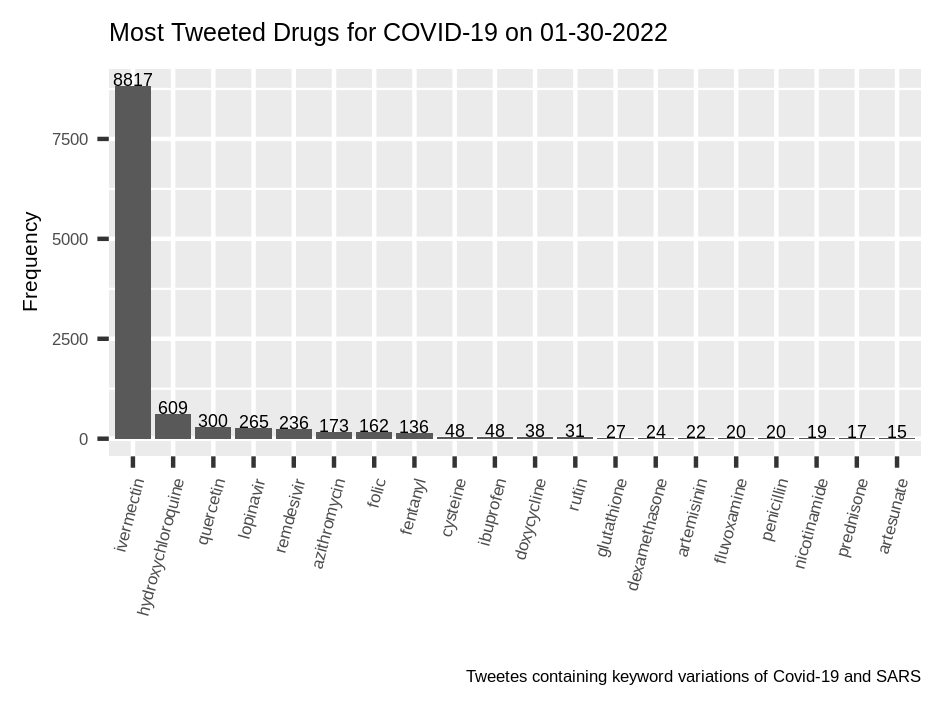 Most Tweeted Drugs for COVID-19 on 01-30-2022
Frequency
7500
5000
2500
0
8817
609
300
265
236
173
162
136
48
48
38
31
27
24
22
20
20
19
17
15
ivermectin
hydroxychloroquine
quercetin
lopinavir
remdesivir
azithromycin
folic
fentanyl
cysteine
ibuprofen
doxycycline
rutin
glutathione
dexamethasone
artemisinin
fluvoxamine
penicillin
nicotinamide
prednisone
artesunate
Tweetes containing keyword variations of Covid-19 and SARS